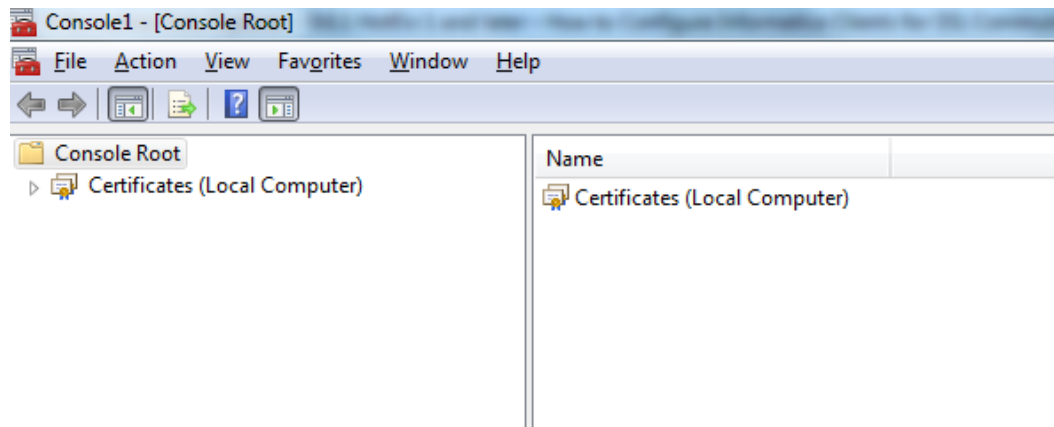 Console1 - [Console Root]
File Action View Favorites Window Help
Console Root
Name
Certificates (Local Computer)
Certificates (Local Computer)